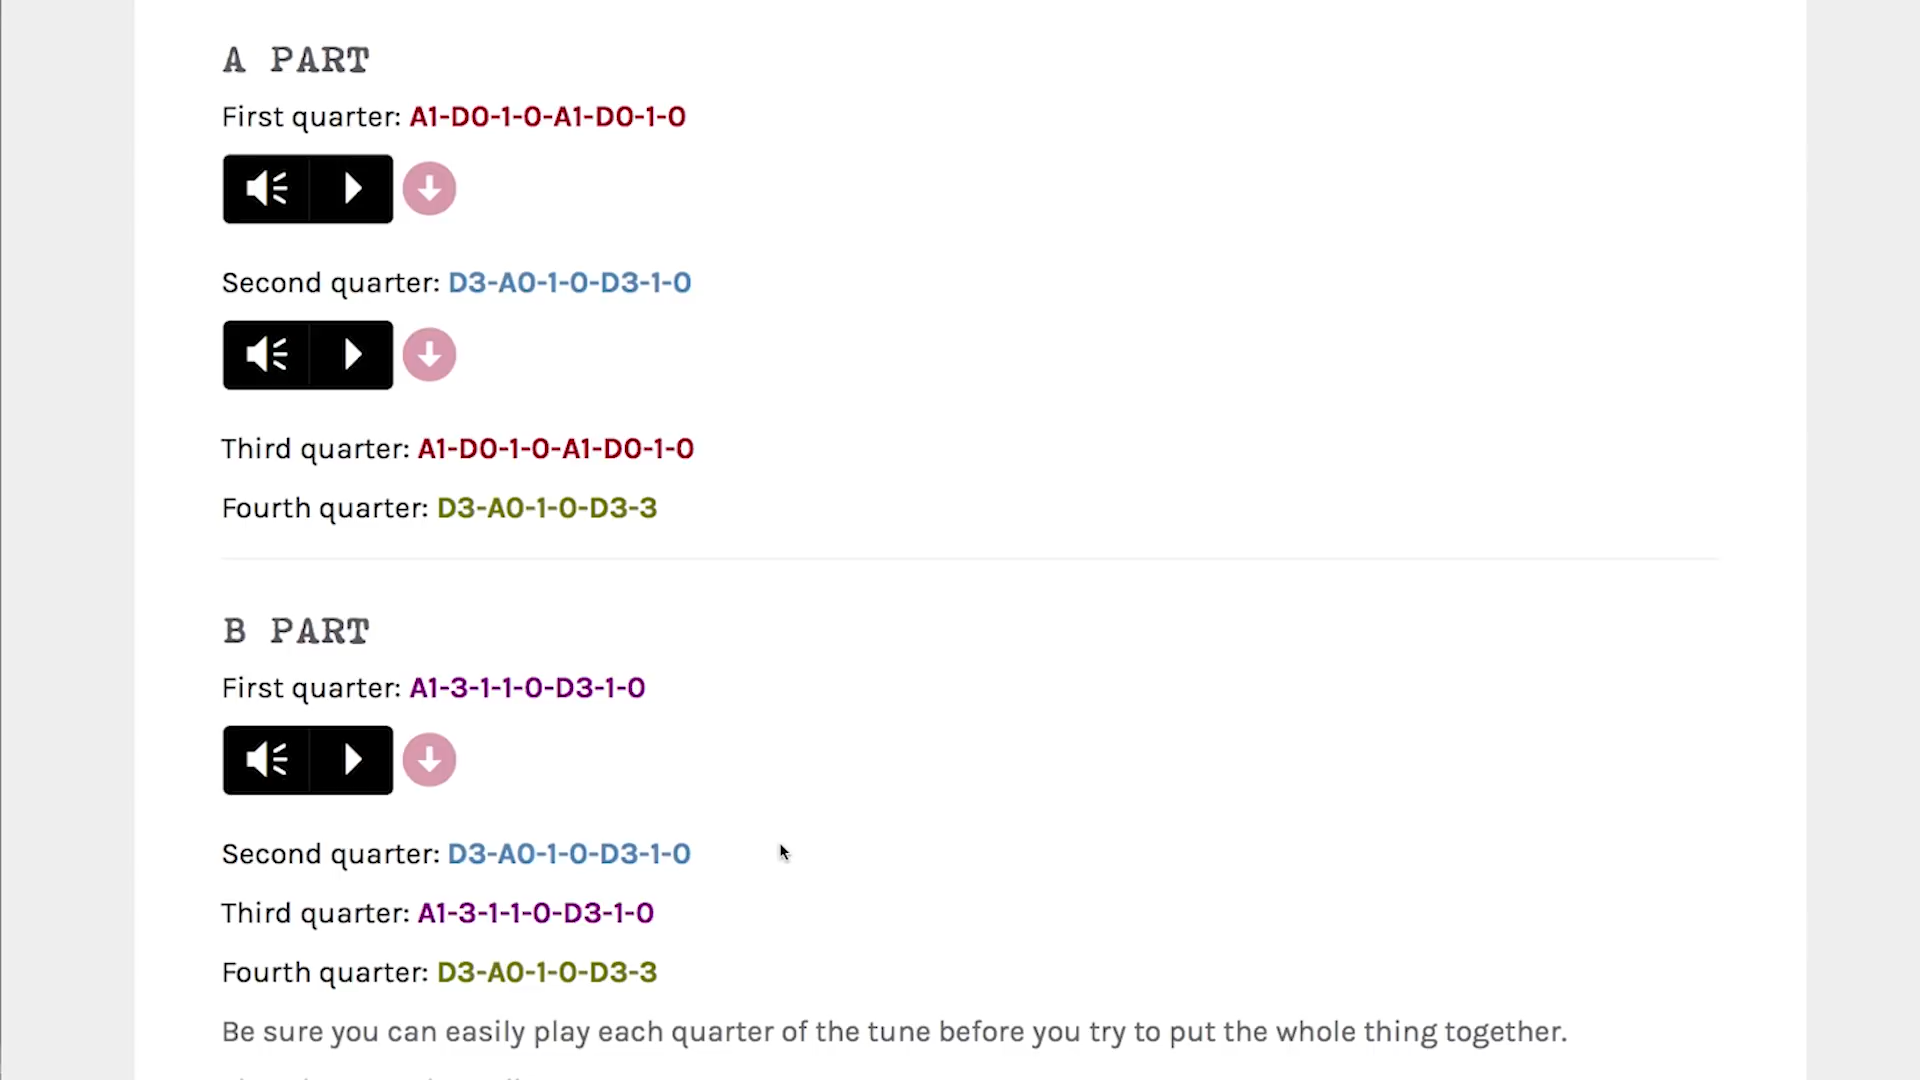 A PART
First quarter: A1-D0-1-0-A1-D0-1-0
Second quarter: D3-A0-1-0-D3-1-0
Third quarter: A1-D0-1-0-A1-D0-1-0
Fourth quarter: D3-A0-1-0-D3-3
B PART
First quarter: A1-3-1-1-0-D3-1-0
Second quarter: D3-A0-1-0-D3-1-0
Third quarter: A1-3-1-1-0-D3-1-0
Fourth quarter: D3-A0-1-0-D3-3
Be sure you can easily play each quarter of the tune before you try to put the whole thing together.